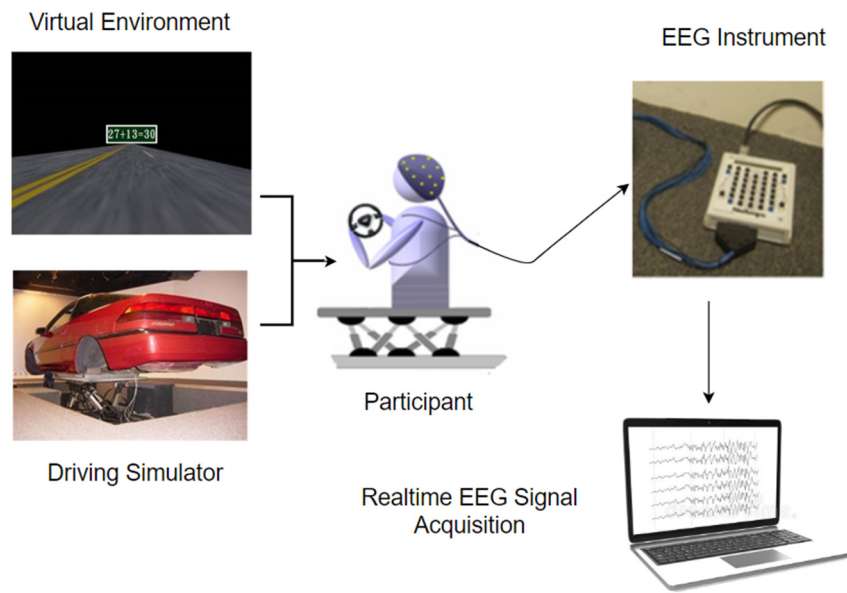 Virtual Environment
27+13=30
EEG Instrument
Participant
Driving Simulator
Realtime EEG Signal
Acquisition